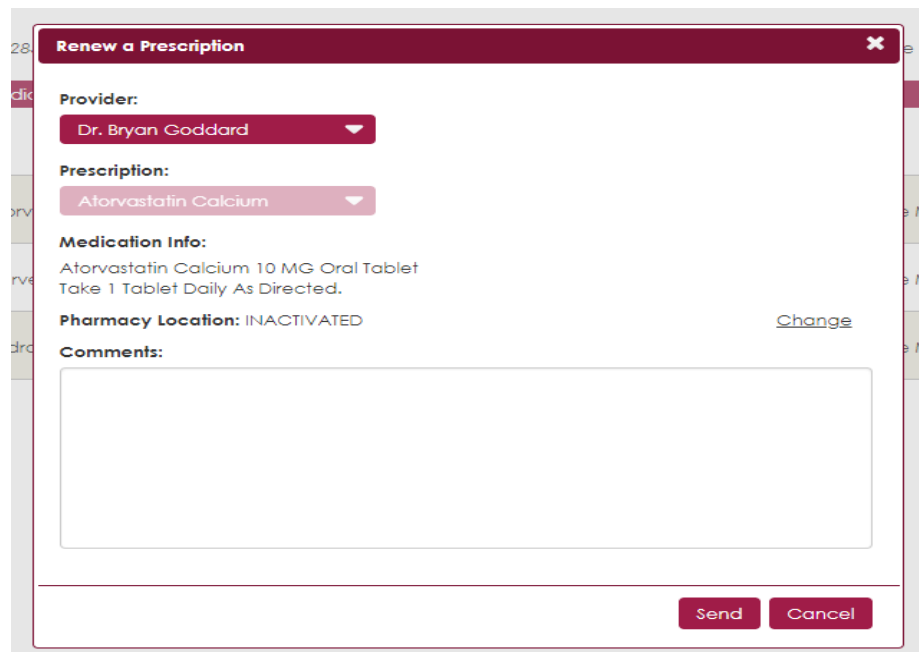 Renew a Prescription
Provider:
Dr. Bryan Goddard
Prescription:
Atorvastatin Calcium
Medication Info:
Atorvastatin Calcium 10 MG Oral Tablet
Take 1 Tablet Daily As Directed.
Pharmacy Location: INACTIVATED Change
Comments:
Send Cancel